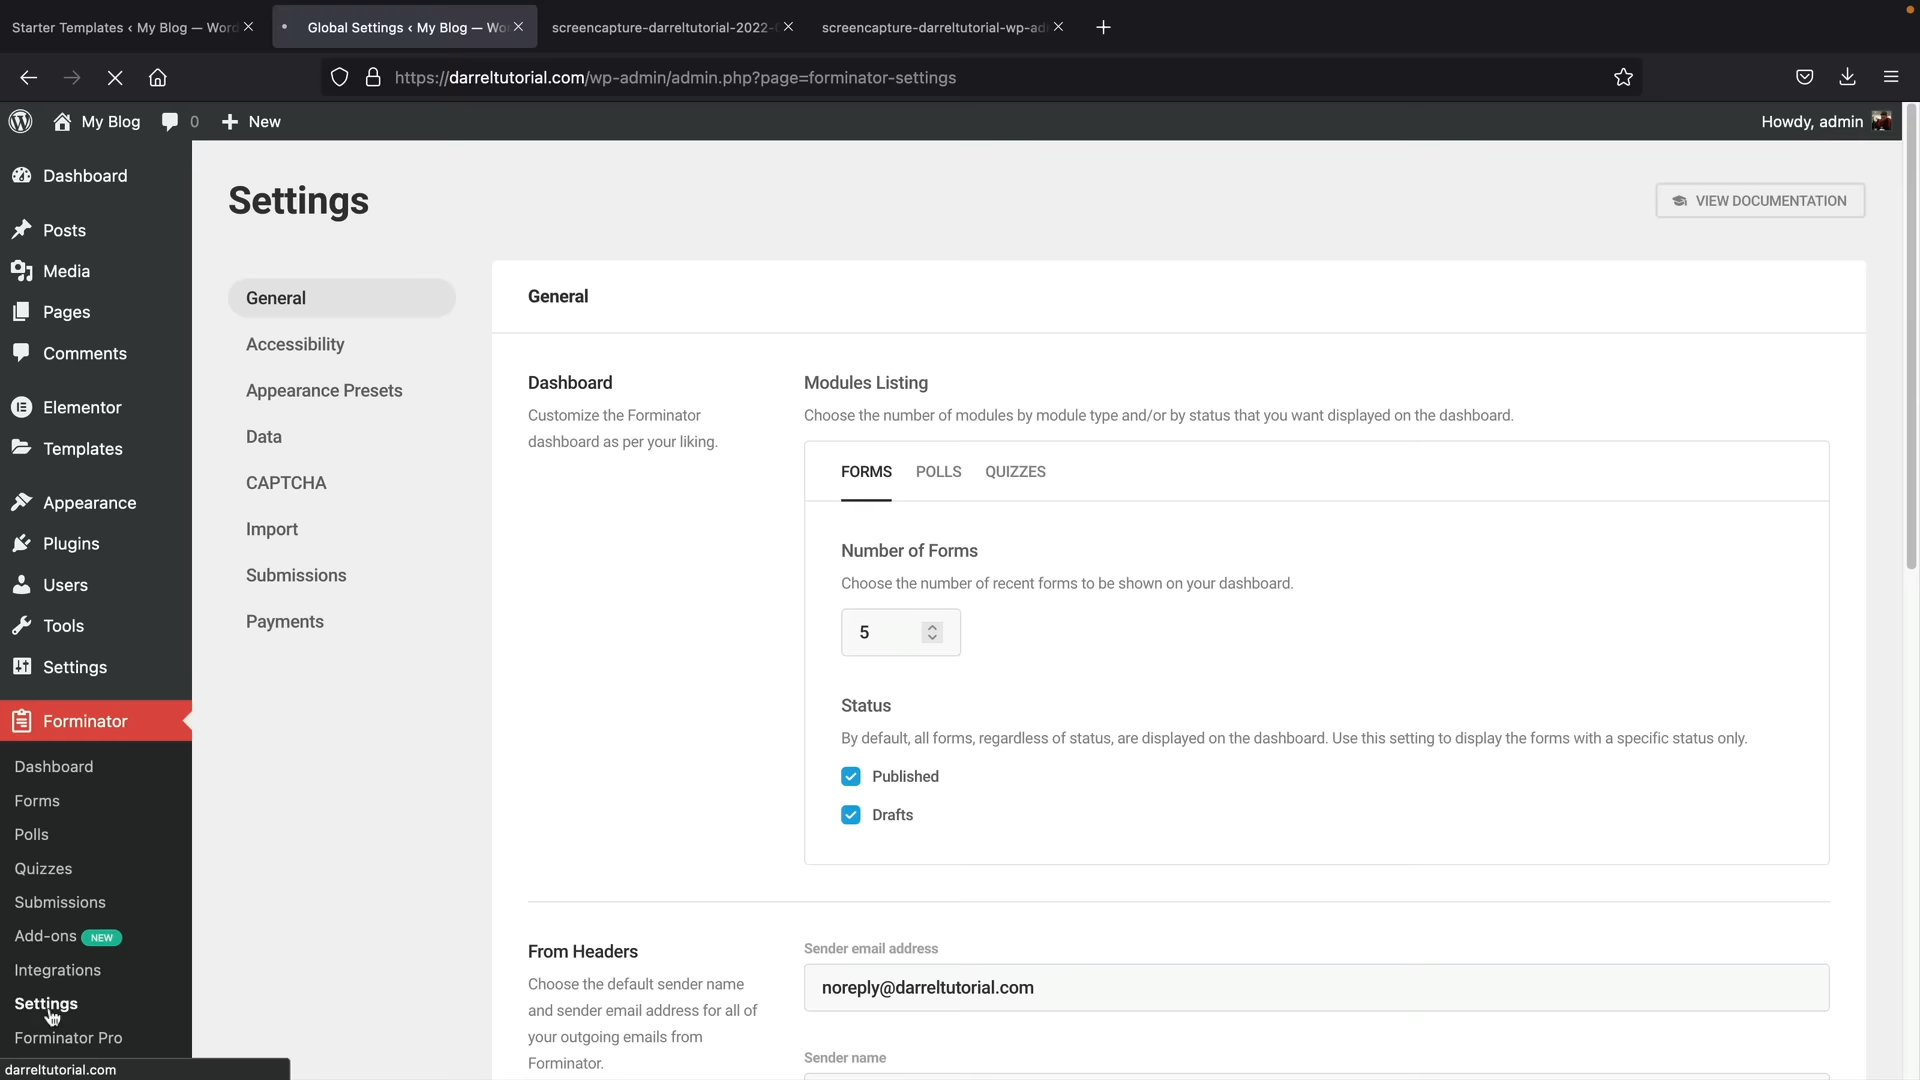 Starter Templates ‹ My Blog — Word
Global Settings ‹ My Blog — Wo
screencapture-darreltutorial-2022-
screencapture-darreltutorial-wp-ad
https://darreltutorial.com/wp-admin/admin.php?page=forminator-settings
My Blog
0
New
Howdy, admin
Dashboard
Posts
Media
Pages
Comments
Elementor
Templates
Appearance
Plugins
Users
Tools
Settings
Forminator
Dashboard
Forms
Polls
Quizzes
Submissions
Add-ons NEW
Integrations
Settings
Forminator Pro
darreltutorial.com
Settings
VIEW DOCUMENTATION
General
Accessibility
Appearance Presets
Data
CAPTCHA
Import
Submissions
Payments
General
Dashboard
Customize the Forminator
dashboard as per your liking.
Modules Listing
Choose the number of modules by module type and/or by status that you want displayed on the dashboard.
FORMS POLLS QUIZZES
Number of Forms
Choose the number of recent forms to be shown on your dashboard.
5
Status
By default, all forms, regardless of status, are displayed on the dashboard. Use this setting to display the forms with a specific status only.
Published
Drafts
From Headers
Choose the default sender name
and sender email address for all of
your outgoing emails from
Forminator.
Sender email address
noreply@darreltutorial.com
Sender name